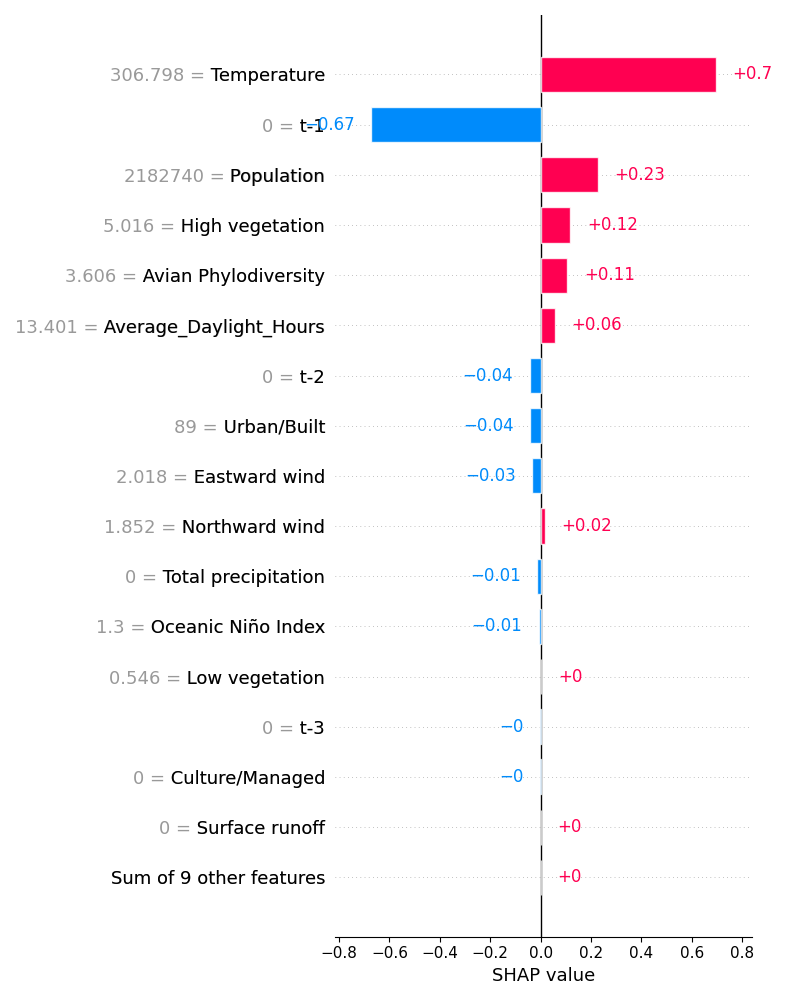 306.798 = Temperature +0.7
0 = t-1 −0.67
2182740 = Population +0.23
5.016 = High vegetation +0.12
3.606 = Avian Phylodiversity +0.11
13.401 = Average_Daylight_Hours +0.06
0 = t-2 −0.04
89 = Urban/Built −0.04
2.018 = Eastward wind −0.03
1.852 = Northward wind +0.02
0 = Total precipitation −0.01
1.3 = Oceanic Niño Index −0.01
0.546 = Low vegetation +0
0 = t-3 −0
0 = Culture/Managed −0
0 = Surface runoff +0
Sum of 9 other features +0
−0.8 −0.6 −0.4 −0.2 0.0 0.2 0.4 0.6 0.8
SHAP value